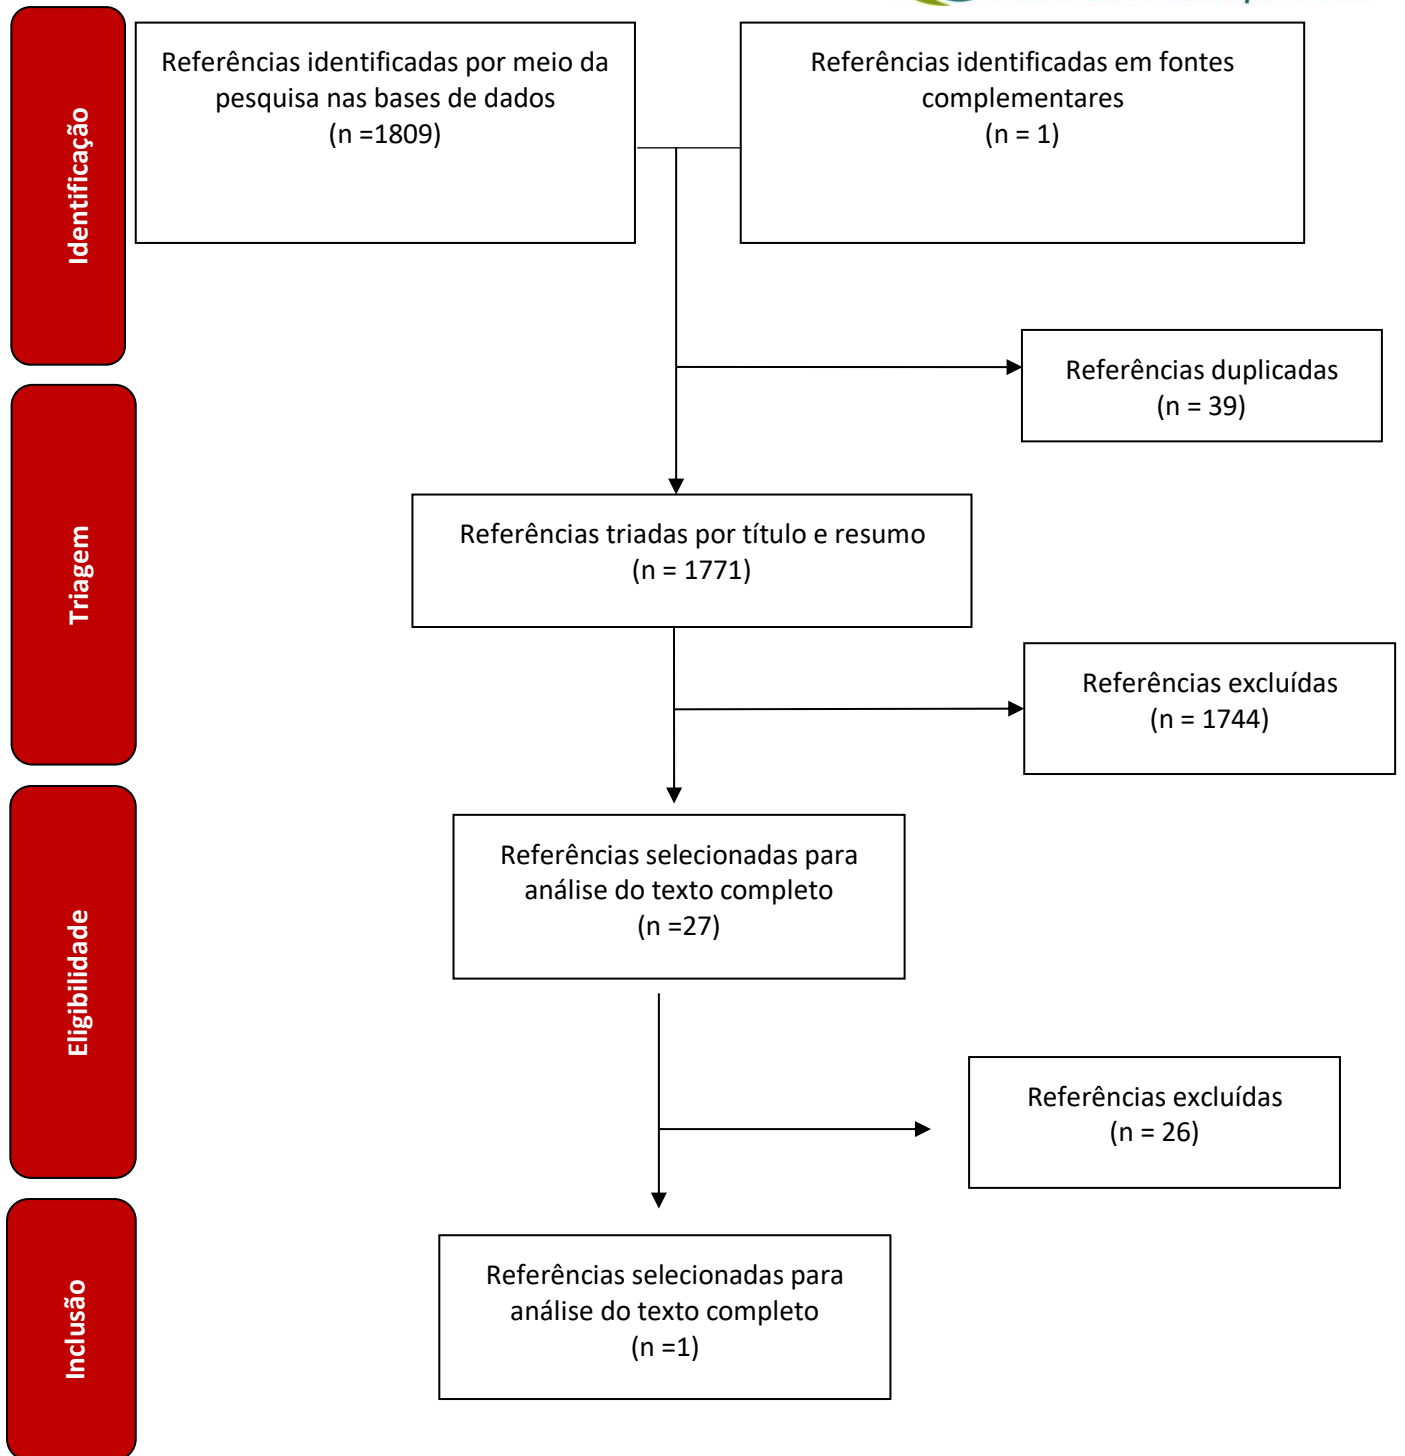 Identificação
Referências identificadas por meio da
pesquisa nas bases de dados
(n =1809)
Referências identificadas em fontes
complementares
(n = 1)
Referências duplicadas
(n = 39)
Triagem
Referências triadas por título e resumo
(n = 1771)
Referências excluídas
(n = 1744)
Eligibilidade
Referências selecionadas para
análise do texto completo
(n =27)
Referências excluídas
(n = 26)
Inclusão
Referências selecionadas para
análise do texto completo
(n =1)